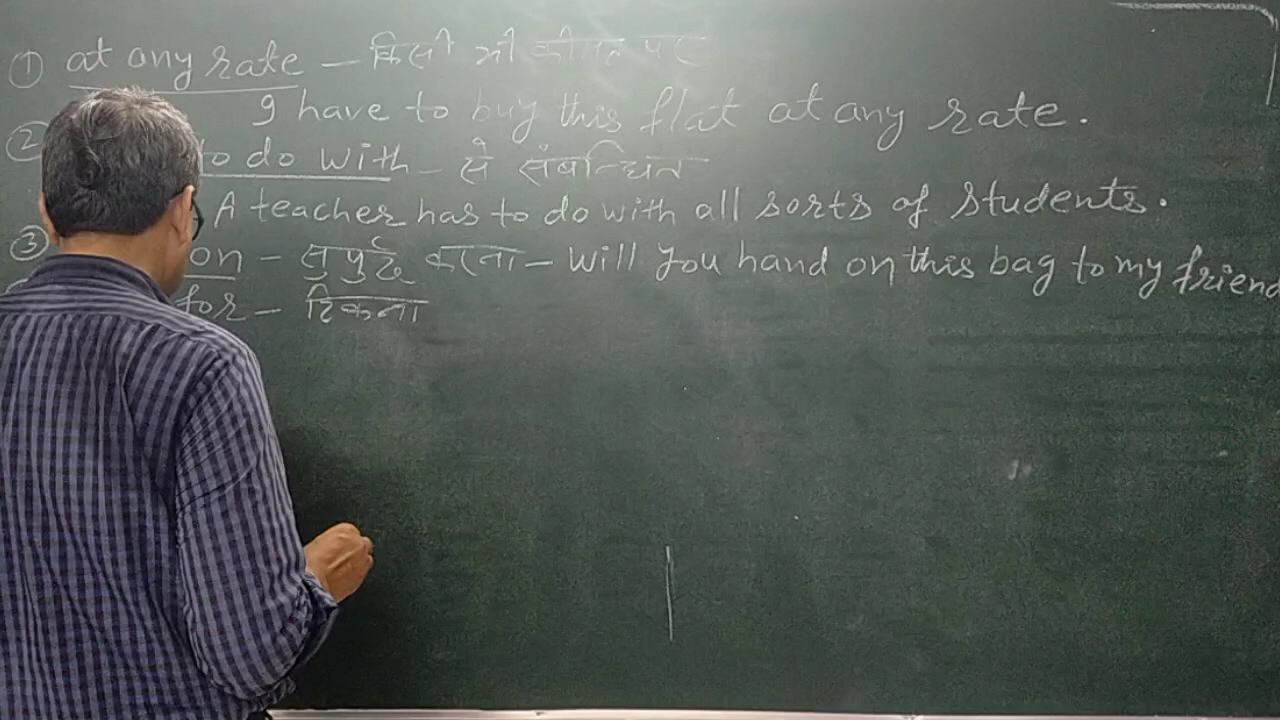 ① at any rate – किसी भी कीमत पर
I have to buy this flat at any rate.
② to do with – से संबन्धित
A teacher has to do with all sorts of students.
③ on – सुपुर्द करना – Will you hand on this bag to my friend
for – टिकना